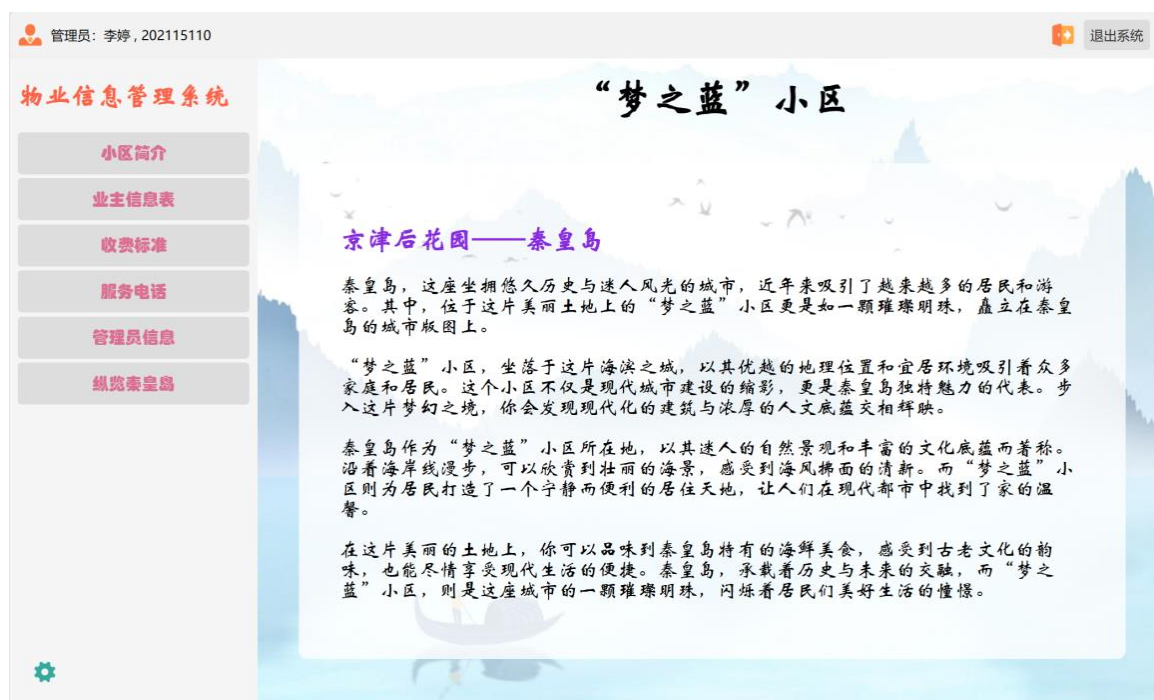 管理员：李婷 , 202115110
退出系统
物业信息管理系统
小区简介
业主信息表
收费标准
服务电话
管理员信息
纵览秦皇岛
“梦之蓝”小区
京津后花园——秦皇岛
秦皇岛，这座坐拥悠久历史与迷人风光的城市，近年来吸引了越来越多的居民和游
客。其中，位于这片美丽土地上的“梦之蓝”小区更是如一颗璀璨明珠，矗立在秦皇
岛的城市版图上。
“梦之蓝”小区，坐落于这片海滨之城，以其优越的地理位置和宜居环境吸引着众多
家庭和居民。这个小区不仅是现代城市建设的缩影，更是秦皇岛独特魅力的代表。步
入这片梦幻之境，你会发现现代化的建筑与浓厚的人文底蕴交相辉映。
秦皇岛作为“梦之蓝”小区所在地，以其迷人的自然景观和丰富的文化底蕴而著称。
沿着海岸线漫步，可以欣赏到壮丽的海景，感受到海风拂面的清新。而“梦之蓝”小
区则为居民打造了一个宁静而便利的居住天地，让人们在现代都市中找到了家的温
馨。
在这片美丽的土地上，你可以品味到秦皇岛特有的海鲜美食，感受到古老文化的韵
味，也能尽情享受现代生活的便捷。秦皇岛，承载着历史与未来的交融，而“梦之
蓝”小区，则是这座城市的一颗璀璨明珠，闪烁着居民们美好生活的憧憬。